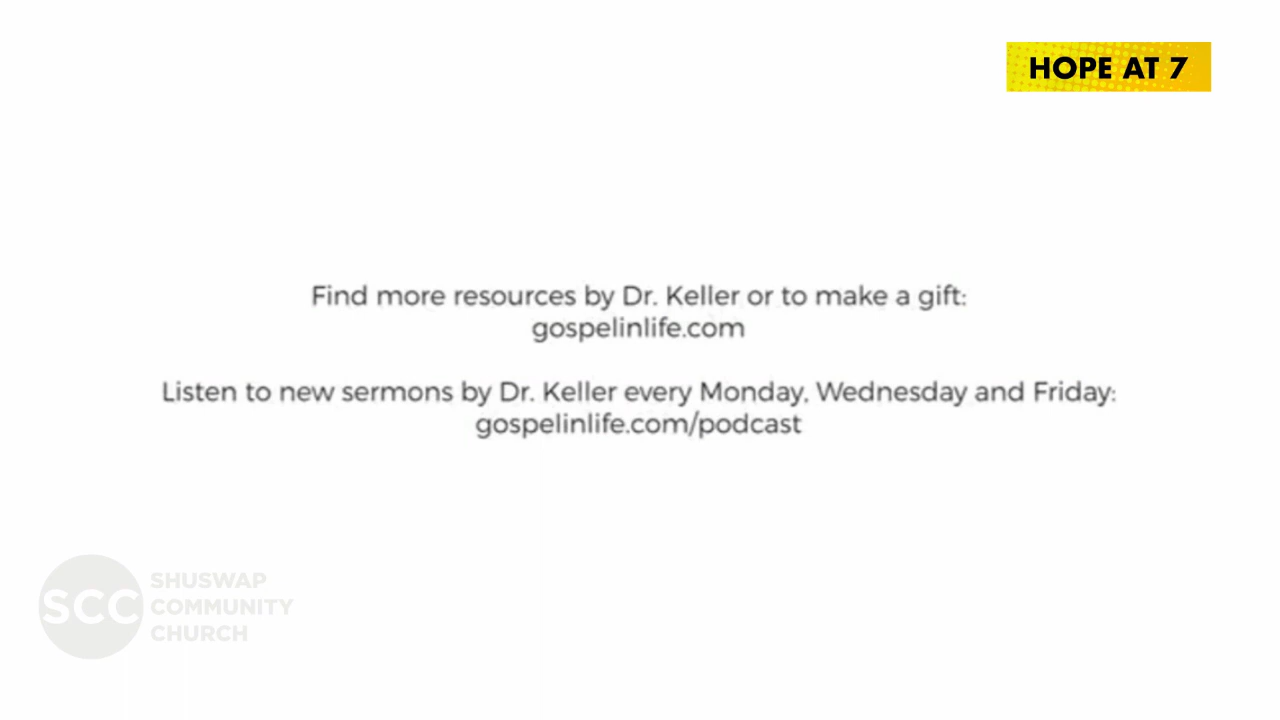 HOPE AT 7
Find more resources by Dr. Keller or to make a gift:
gospelinlife.com
Listen to new sermons by Dr. Keller every Monday, Wednesday and Friday:
gospelinlife.com/podcast
SCC
SHUSWAP
COMMUNITY
CHURCH